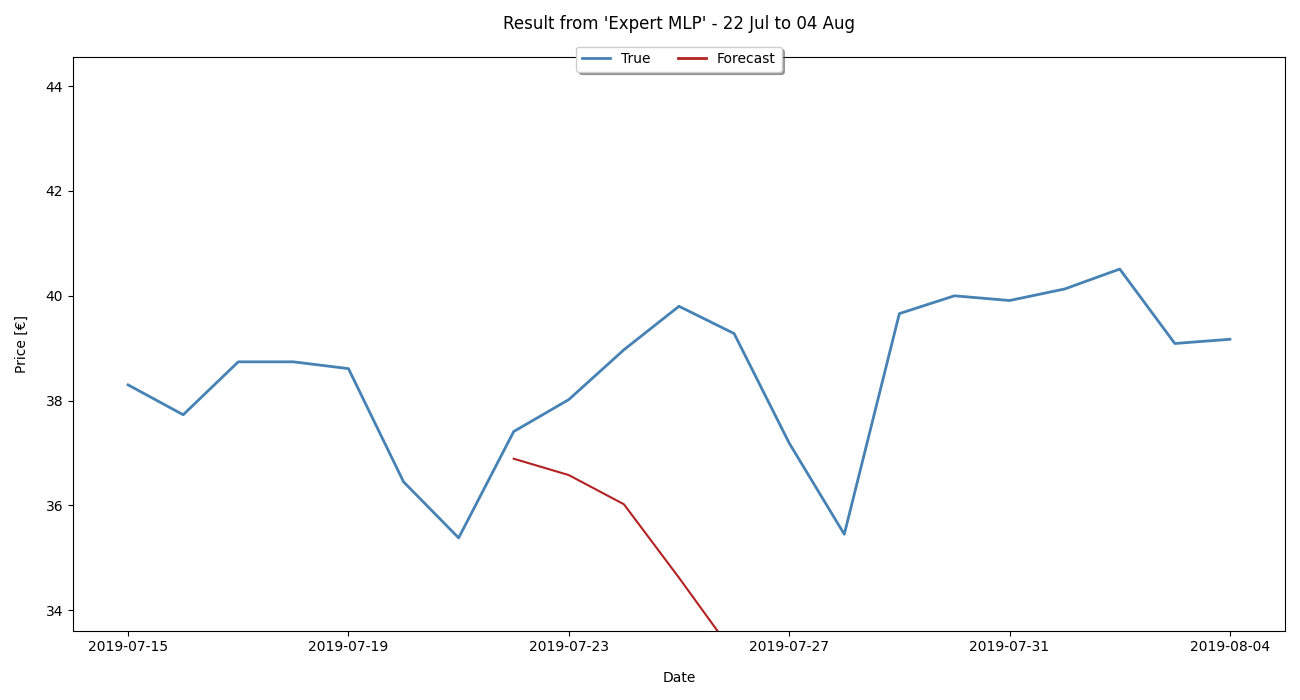 Result from 'Expert MLP' - 22 Jul to 04 Aug
True Forecast
44
42
40
38
36
34
Price [€]
2019-07-15 2019-07-19 2019-07-23 2019-07-27 2019-07-31 2019-08-04
Date